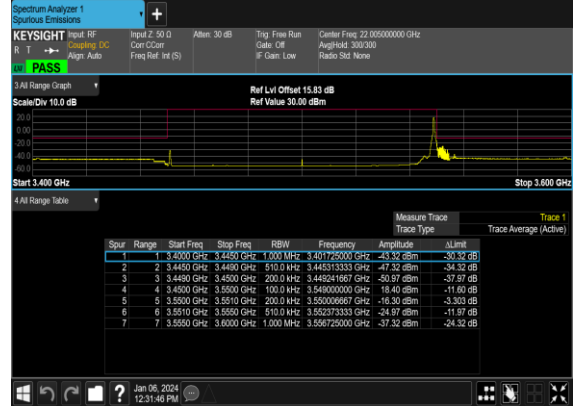 Spectrum Analyzer 1
Spurious Emissions
+
KEYSIGHT Input: RF Input Z: 50 Ω Atten: 30 dB Trig: Free Run Center Freq: 22.005000000 GHz
R T Coupling: DC Corr CCorr Gate: Off Avg|Hold: 300/300
Align: Auto Freq Ref: Int (S) IF Gain: Low Radio Std: None
PASS
3 All Range Graph Ref Lvl Offset 15.83 dB
Scale/Div 10.0 dB Ref Value 30.00 dBm
20.0
0.00
-20.0
-40.0
-60.0
Start 3.400 GHz Stop 3.600 GHz
4 All Range Table
Measure Trace Trace 1
Trace Type Trace Average (Active)
Spur Range Start Freq Stop Freq RBW Frequency Amplitude ΔLimit
1 1 3.4000 GHz 3.4450 GHz 1.000 MHz 3.401725000 GHz -43.32 dBm -30.32 dB
2 2 3.4450 GHz 3.4490 GHz 510.0 kHz 3.445313333 GHz -47.32 dBm -34.32 dB
3 3 3.4490 GHz 3.4500 GHz 200.0 kHz 3.449241667 GHz -50.97 dBm -37.97 dB
4 4 3.4500 GHz 3.5500 GHz 100.0 kHz 3.549000000 GHz 18.40 dBm -11.60 dB
5 5 3.5500 GHz 3.5510 GHz 200.0 kHz 3.550006667 GHz -16.30 dBm -3.303 dB
6 6 3.5510 GHz 3.5550 GHz 510.0 kHz 3.552373333 GHz -24.97 dBm -11.97 dB
7 7 3.5550 GHz 3.6000 GHz 1.000 MHz 3.556725000 GHz -37.32 dBm -24.32 dB
? Jan 06, 2024
12:31:46 PM